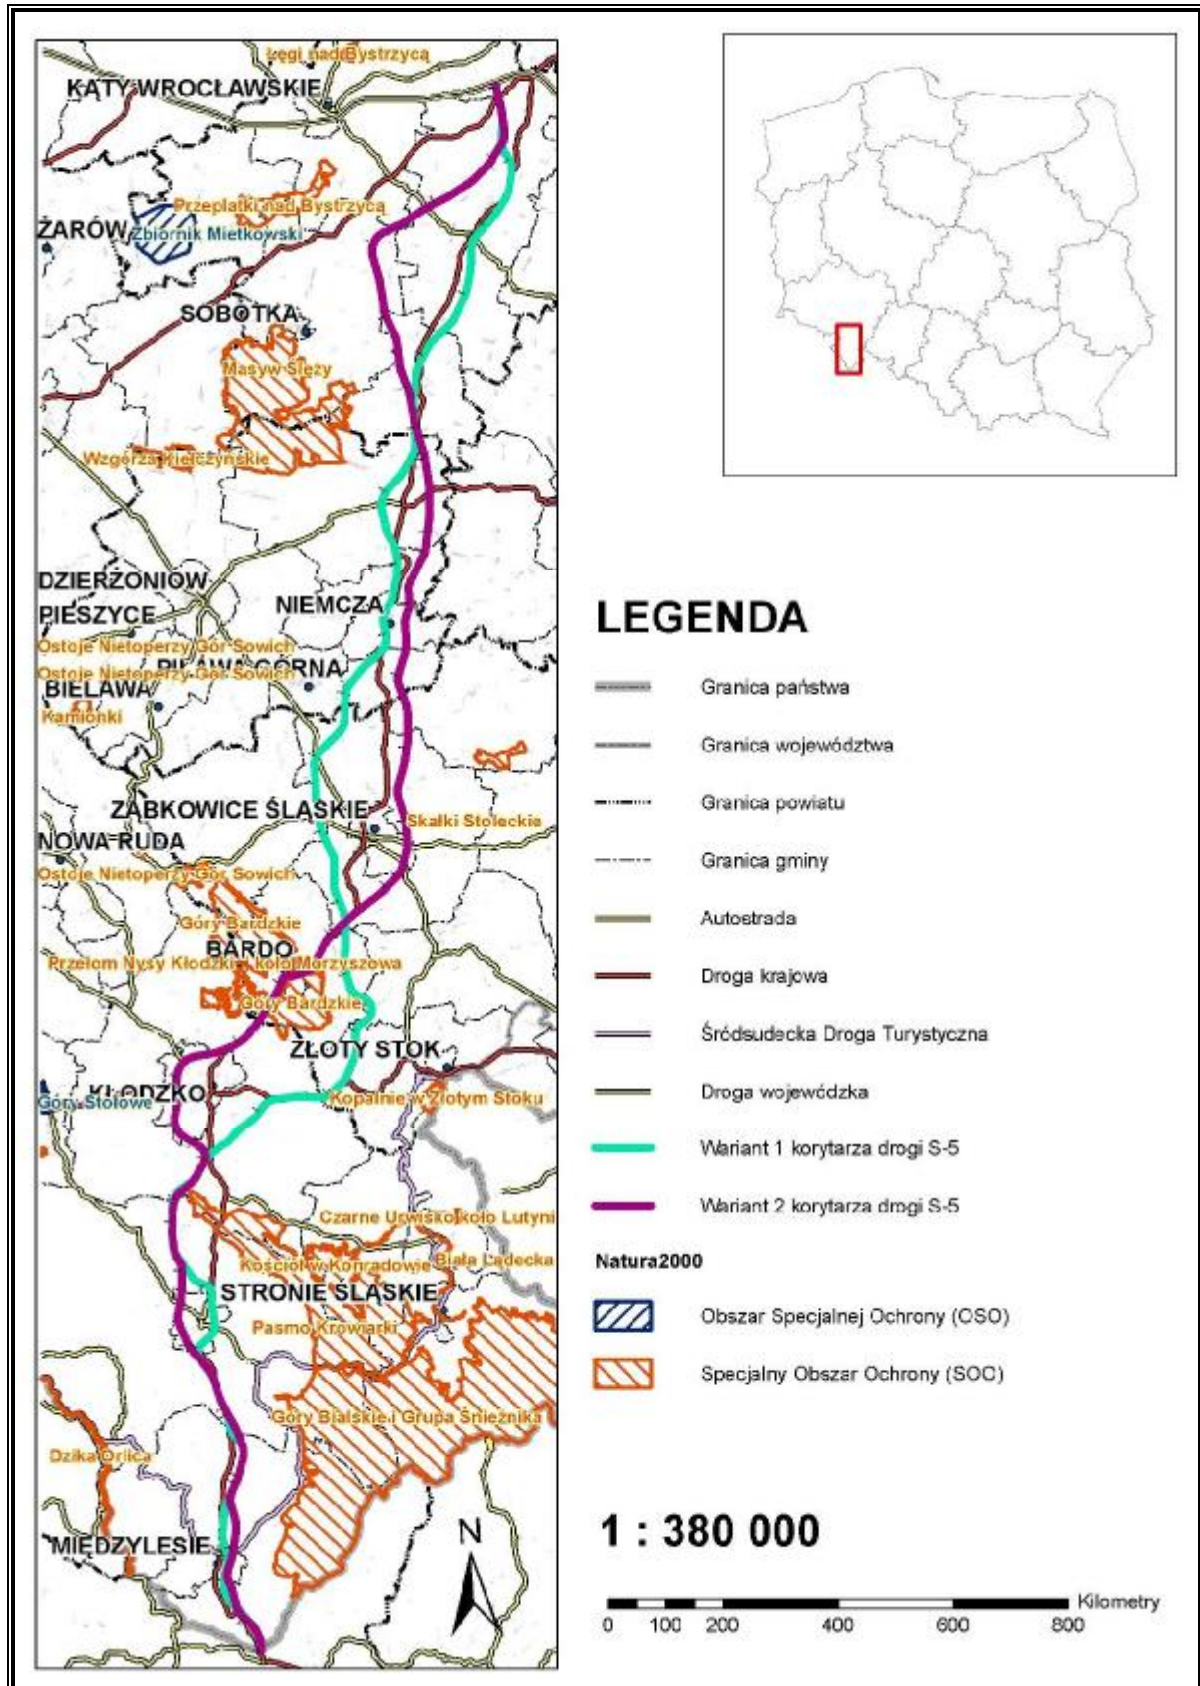 Łęgi nad Bystrzycą
KĄTY WROCŁAWSKIE
Przeplatki nad Bystrzycą
ŻARÓW
Zbiornik Mietkowski
SOBÓTKA
Masyw Ślęży
Wzgórza Kiełczyńskie
DZIERŻONIÓW
PIESZYCE
NIEMCZA
Ostoje Nietoperzy Gór Sowich
PIŁAWA GÓRNA
Ostoje Nietoperzy Gór Sowich
BIELAWA
Kamionki
ZĄBKOWICE ŚLĄSKIE
Skałki Stoleckie
NOWA RUDA
Ostoje Nietoperzy Gór Sowich
Góry Bardzkie
BARDO
Przełom Nysy Kłodzkiej koło Morzyszowa
Góry Bardzkie
ZŁOTY STOK
KŁODZKO
Góry Stołowe
Kopalnie w Złotym Stoku
Czarne Urwisko koło Lutyni
Kościół w Konradowie
Biała Lądecka
STRONIE ŚLĄSKIE
Pasmo Krowiarki
Góry Bialskie i Grupa Śnieżnika
Dzika Orlica
MIĘDZYLESIE
N
LEGENDA
Granica państwa
Granica województwa
Granica powiatu
Granica gminy
Autostrada
Droga krajowa
Śródsudecka Droga Turystyczna
Droga wojewódzka
Wariant 1 korytarza drogi S-5
Wariant 2 korytarza drogi S-5
Natura2000
Obszar Specjalnej Ochrony (OSO)
Specjalny Obszar Ochrony (SOO)
1 : 380 000
Kilometry
0 100 200 400 600 800